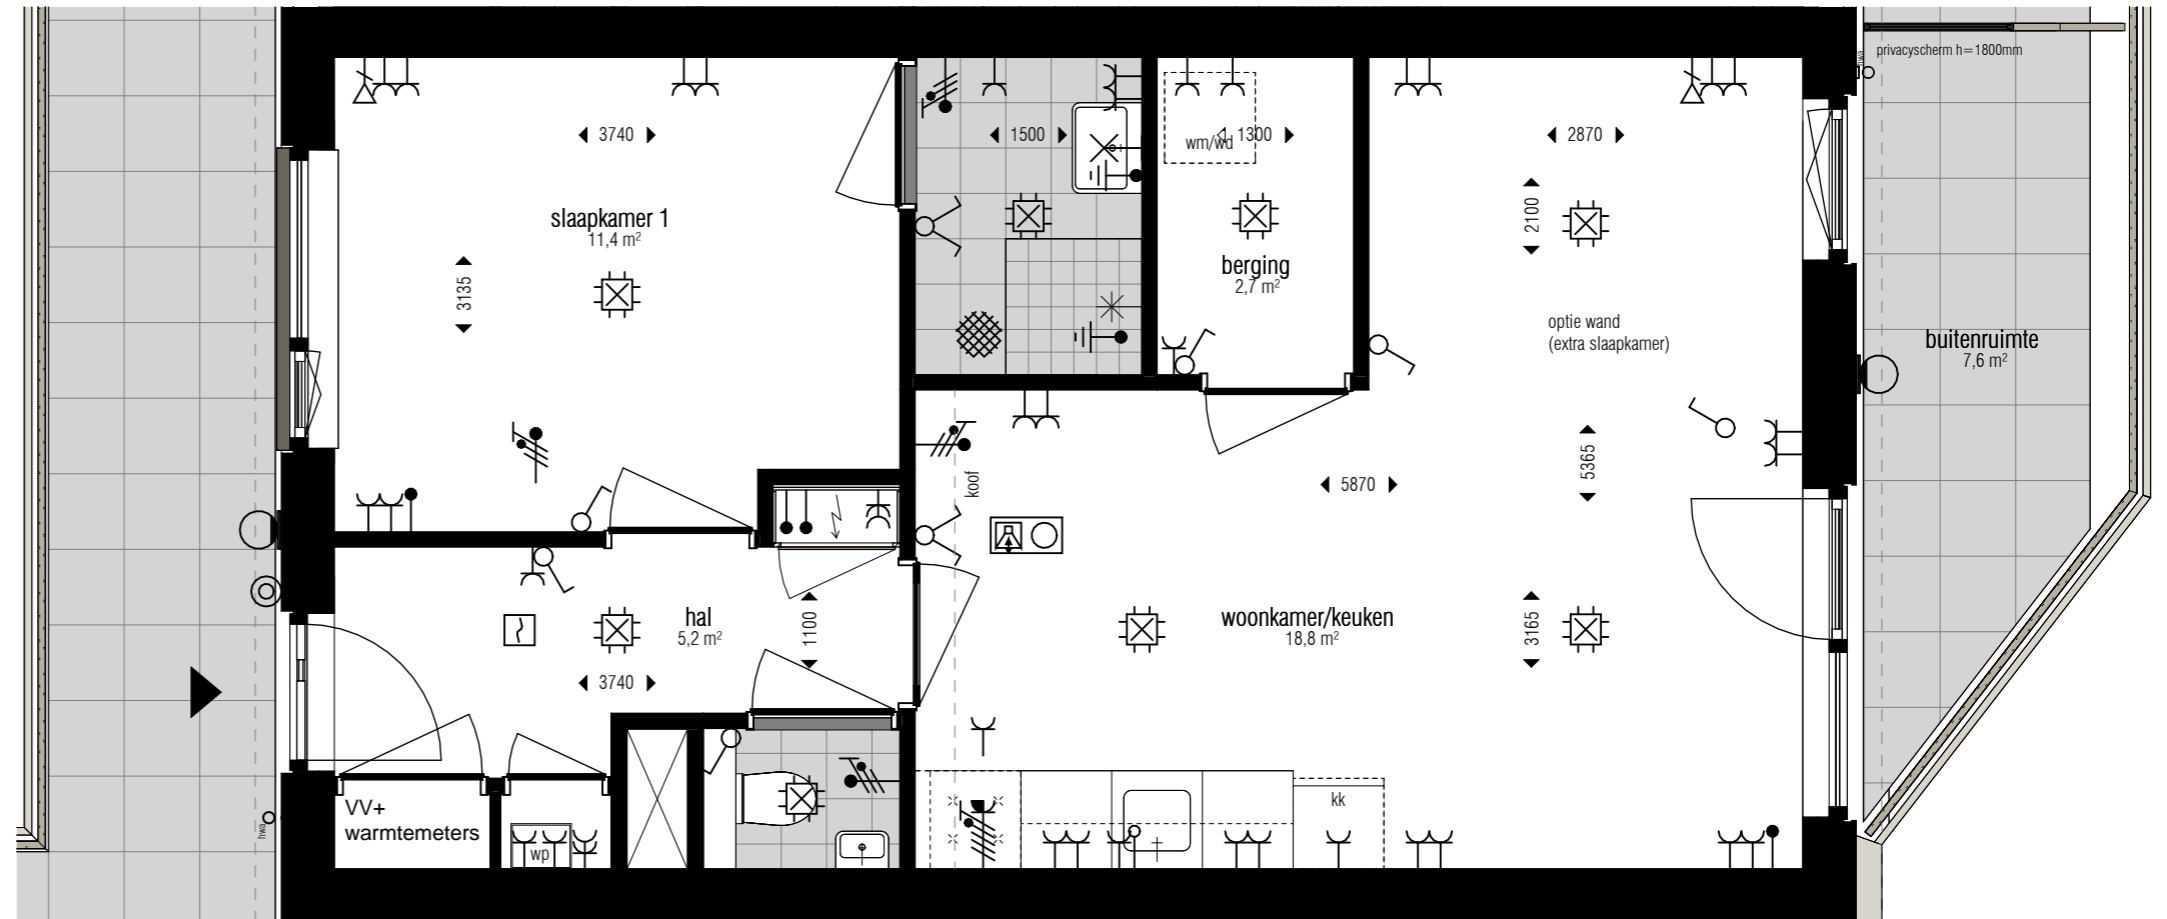 privacyscherm h=1800mm
hwa
3740
1500
wm/wd
1300
2870
2100
slaapkamer 1
11,4 m²
3135
berging
2,7 m²
optie wand
(extra slaapkamer)
buitenruimte
7,6 m²
koof
5870
5365
hal
5,2 m²
1100
3740
woonkamer/keuken
18,8 m²
3165
VV+
warmtemeters
hwa
wp
kk